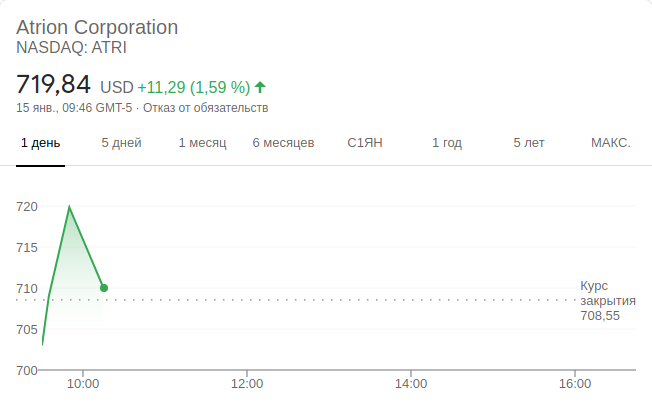 Atrion Corporation
NASDAQ: ATRI
719,84 USD +11,29 (1,59 %)
15 янв., 09:46 GMT-5 · Отказ от обязательств
1 день 5 дней 1 месяц 6 месяцев С1ЯН 1 год 5 лет МАКС.
720
715
710
705
700
Курс
закрытия
708,55
10:00 12:00 14:00 16:00